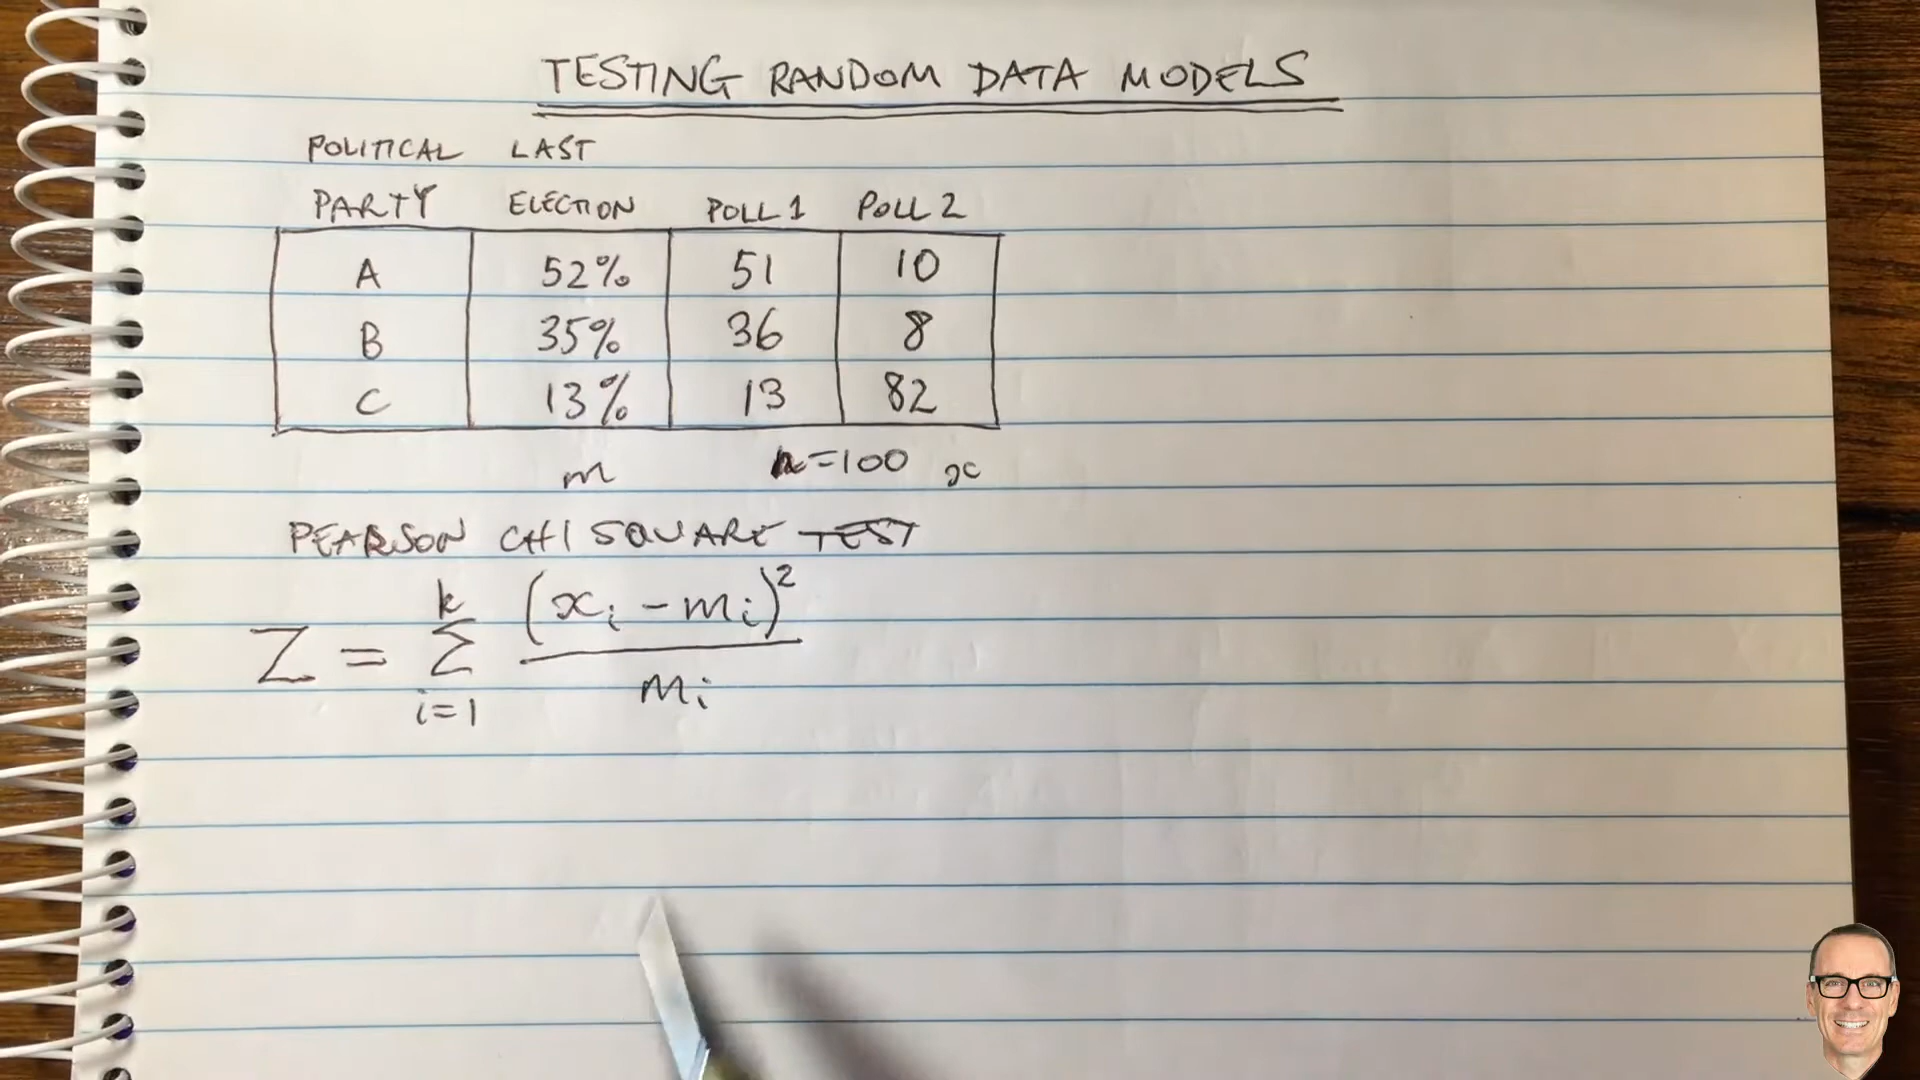 TESTING RANDOM DATA MODELS
POLITICAL LAST
PARTY ELECTION POLL 1 POLL 2
A 52% 51 10
B 35% 36 8
C 13% 13 82
m n=100 x
PEARSON CHI SQUARE TEST
Z = k Σ i=1 (xi - mi)² / mi